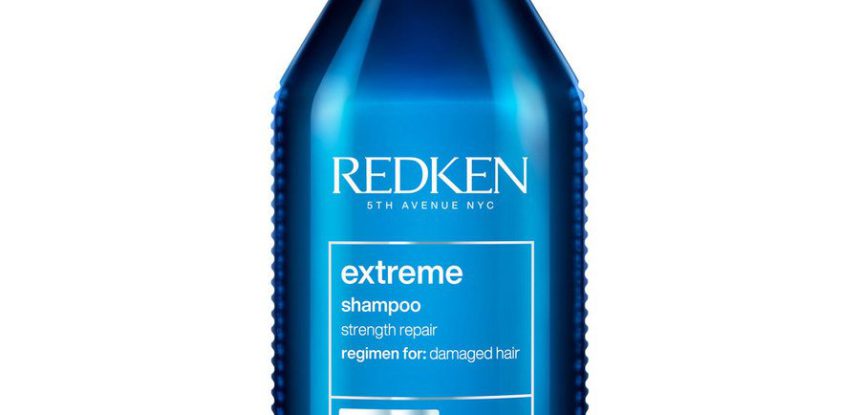 REDKEN
5TH AVENUE NYC
extreme
shampoo
strength repair
regimen for: damaged hair